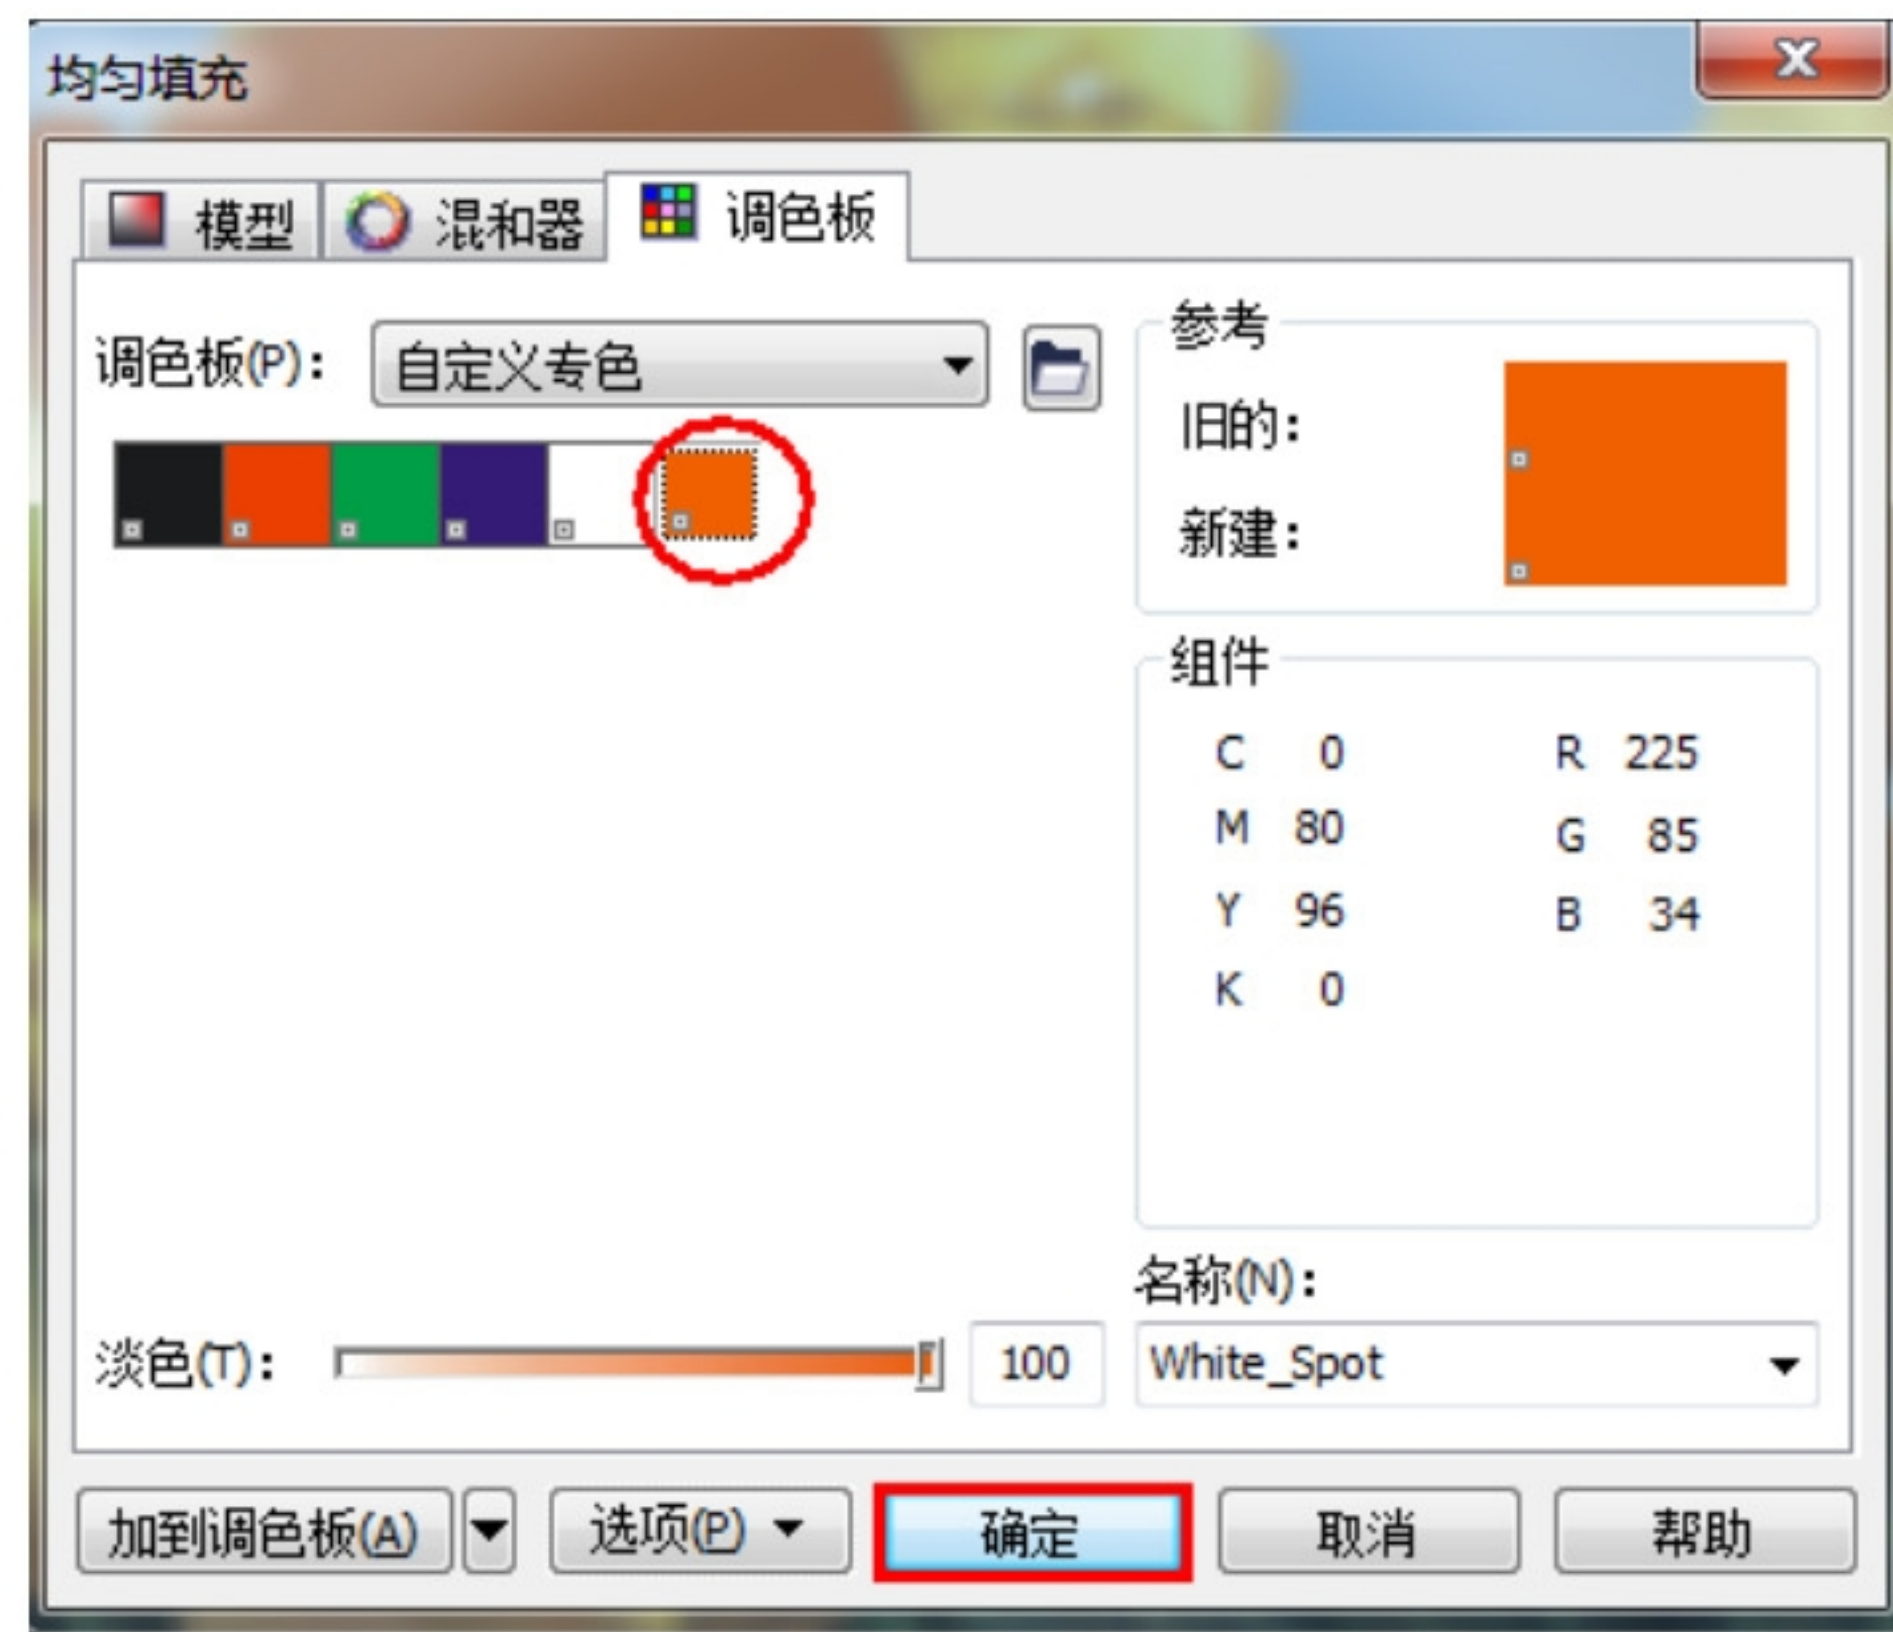 均匀填充
模型 混和器 调色板
调色板(P): 自定义专色
参考
旧的:
新建:
组件
C 0 R 225
M 80 G 85
Y 96 B 34
K 0
名称(N):
淡色(T): 100 White_Spot
加到调色板(A) 选项(P) 确定 取消 帮助